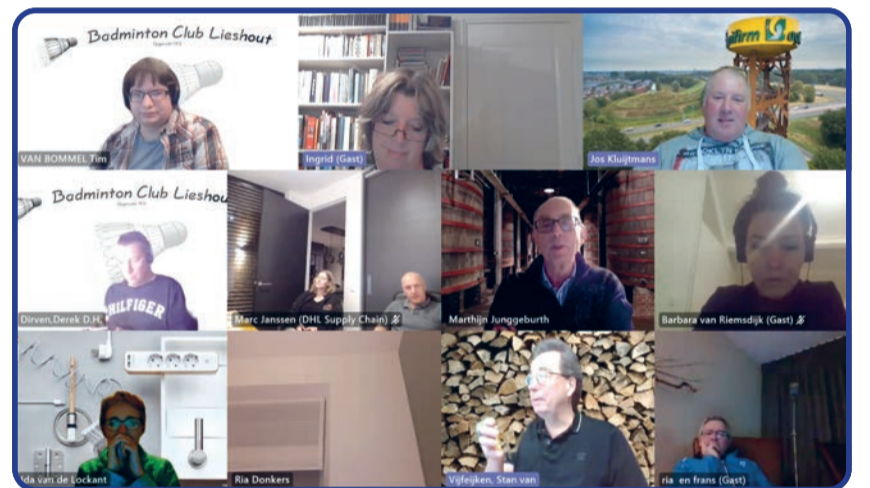 Badminton Club Lieshout
VAN BOMMEL Tim
Ingrid (Gast)
Jos Kluijtmans
Badminton Club Lieshou
HILFIGER
Dirven,Derek D.H.
Marc Janssen (DHL Supply Chain)
Marthijn Junggeburth
Barbara van Riemsdijk (Gast)
Ida van de Lockant
Ria Donkers
Vijfeijken, Stan van
ria en frans (Gast)